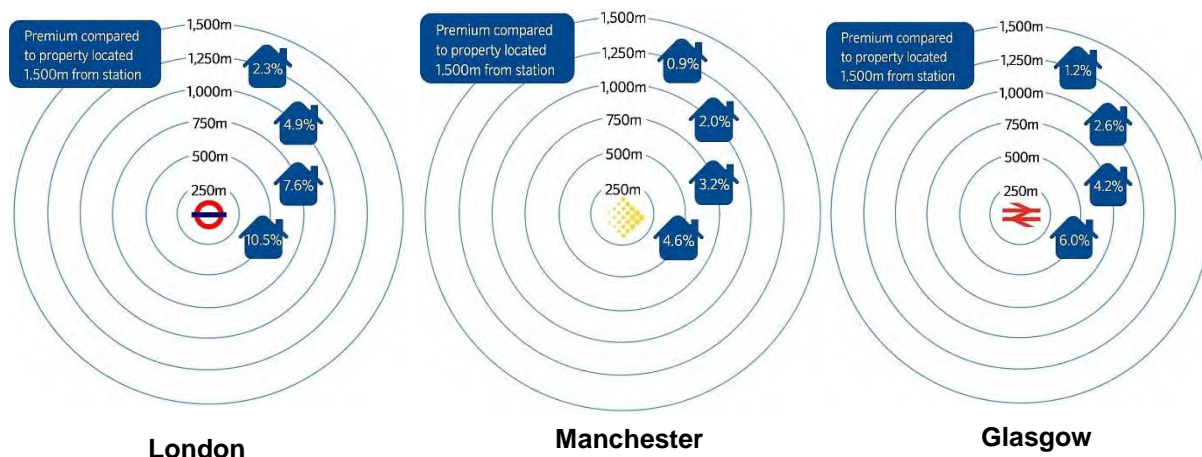 Premium compared
to property located
1,500m from station
1,500m
1,250m
2.3%
1,000m
4.9%
750m
7.6%
500m
250m
10.5%
London
Premium compared
to property located
1,500m from station
1,500m
1,250m
0.9%
1,000m
2.0%
750m
3.2%
500m
250m
4.6%
Manchester
Premium compared
to property located
1,500m from station
1,500m
1,250m
1.2%
1,000m
2.6%
750m
4.2%
500m
250m
6.0%
Glasgow